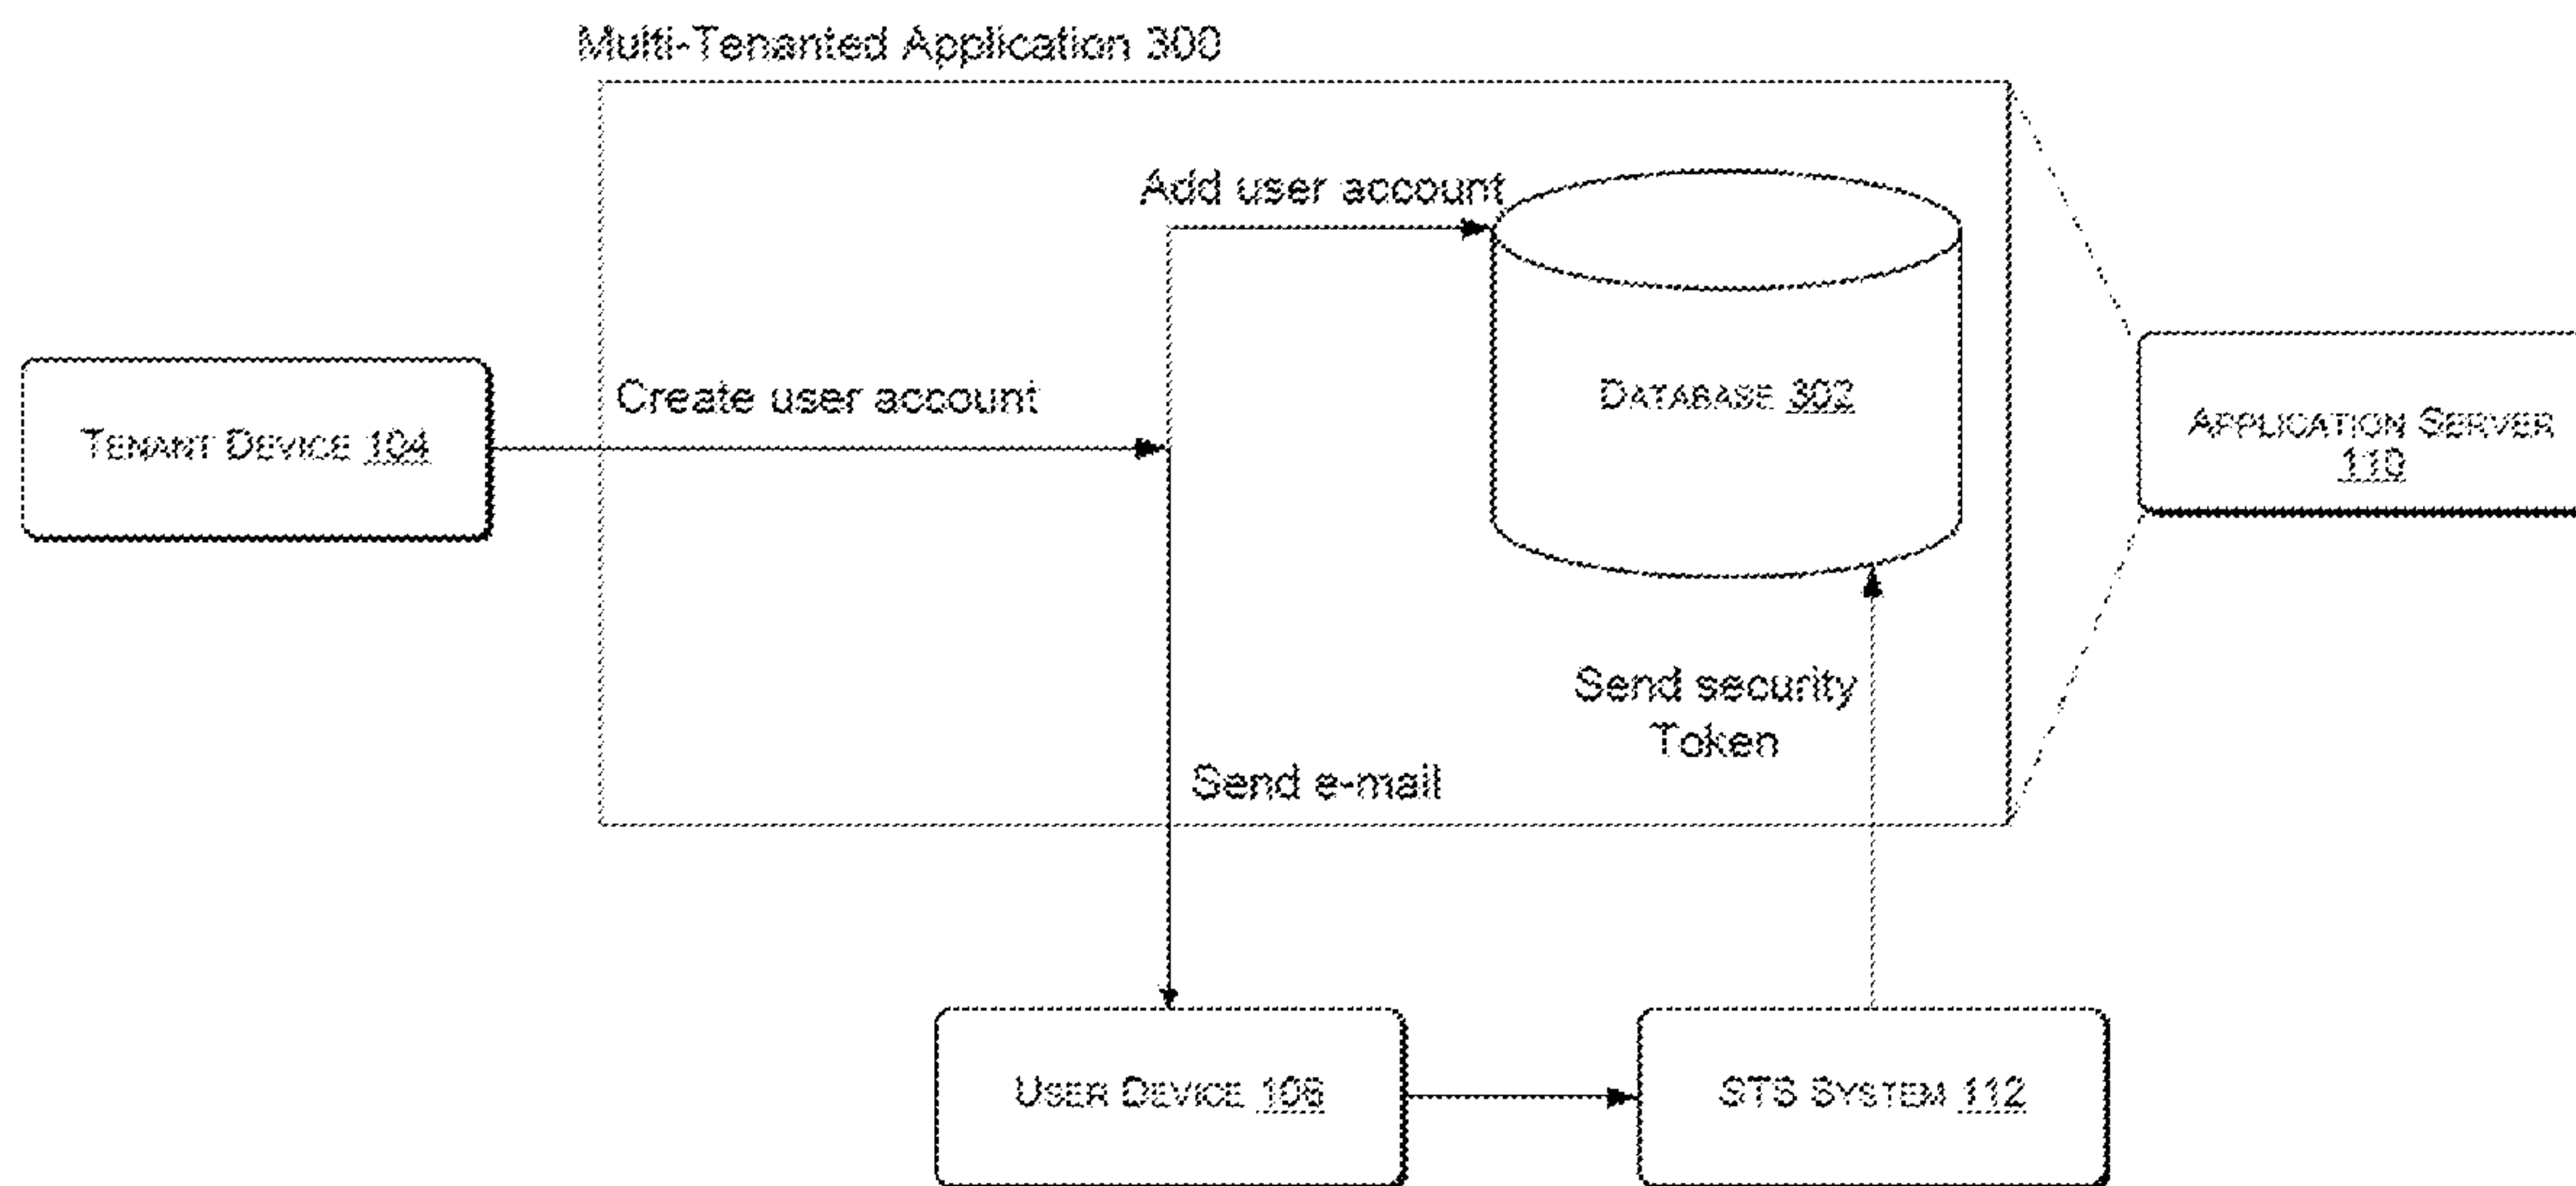 Multi-Tenanted Application 300
Add user account
DATABASE 302
Create user account
TENANT DEVICE 104
APPLICATION SERVER
110
Send security
Token
Send e-mail
USER DEVICE 106
STS SYSTEM 112